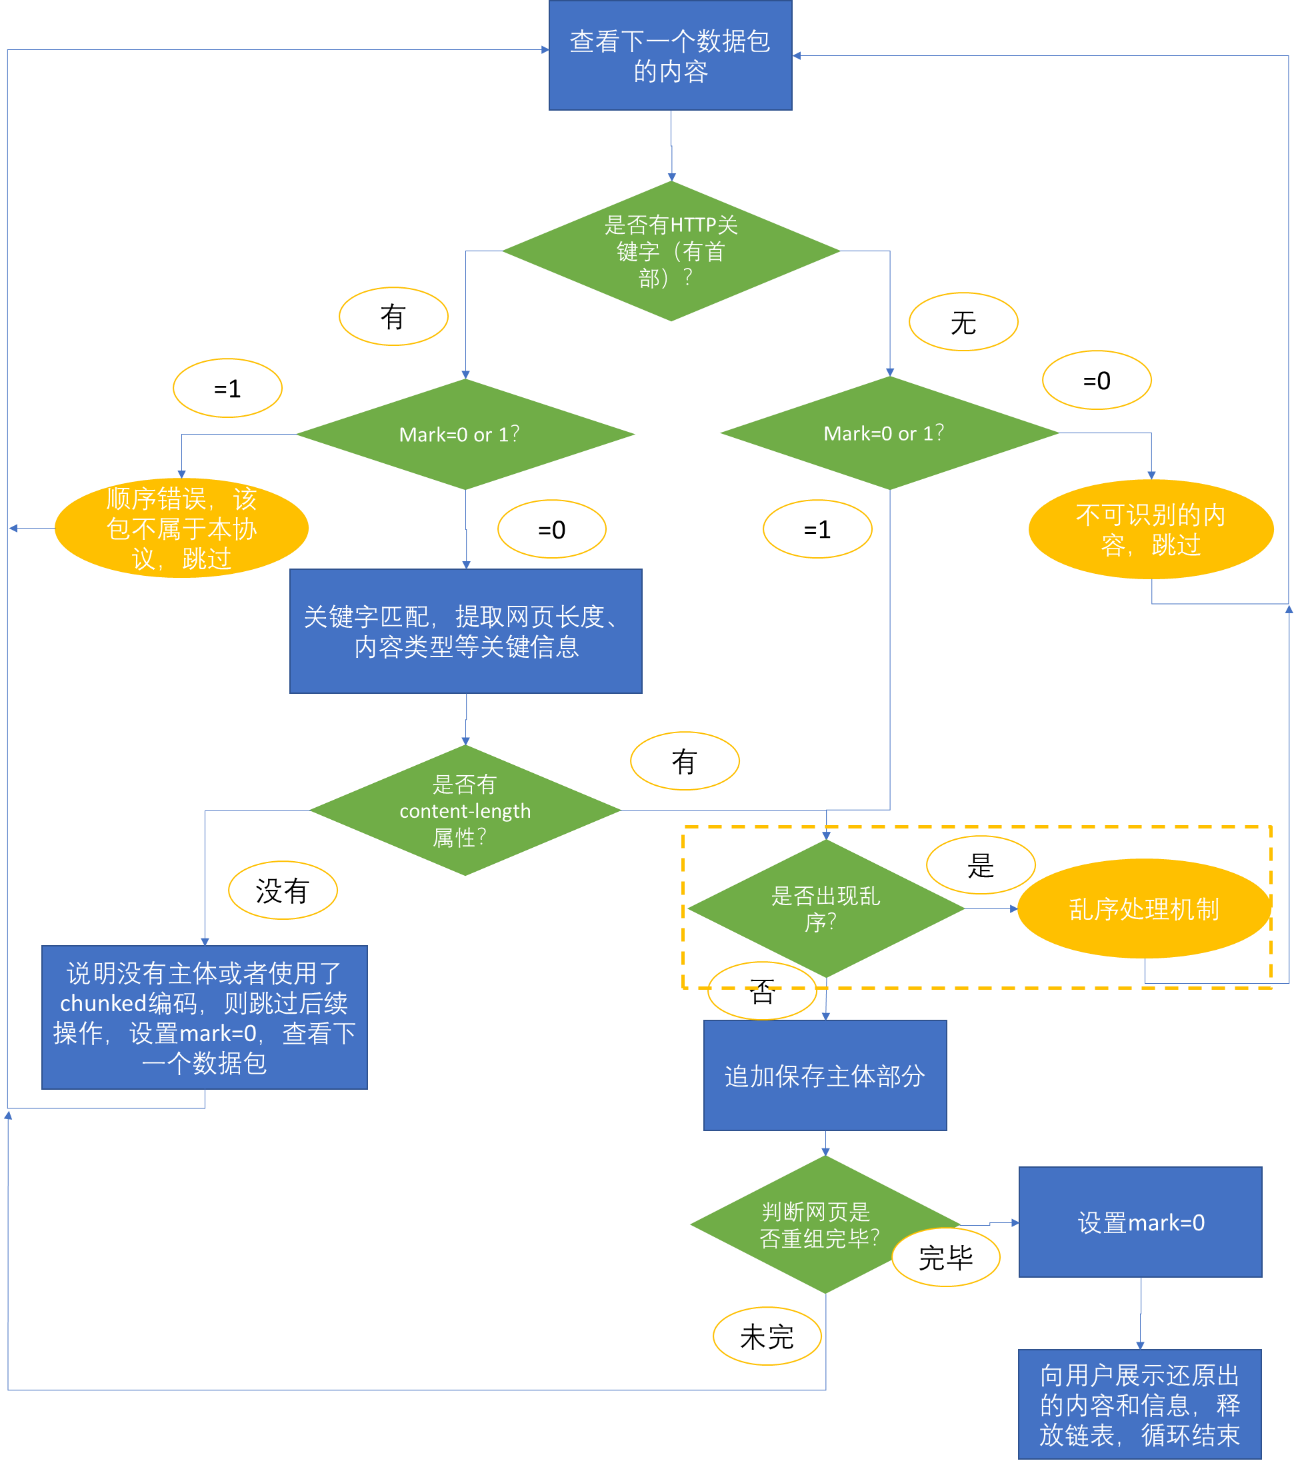 查看下一个数据包
的内容
是否有HTTP关
键字（有首
部）？
有
无
=1
=0
Mark=0 or 1？
Mark=0 or 1？
顺序错误，该
包不属于本协
议，跳过
=0
=1
不可识别的内
容，跳过
关键字匹配，提取网页长度、
内容类型等关键信息
有
是否有
content-length
属性？
没有
是
是否出现乱
序？
乱序处理机制
否
说明没有主体或者使用了
chunked编码，则跳过后续
操作，设置mark=0，查看下
一个数据包
追加保存主体部分
判断网页是
否重组完毕？
完毕
设置mark=0
未完
向用户展示还原出
的内容和信息，释
放链表，循环结束